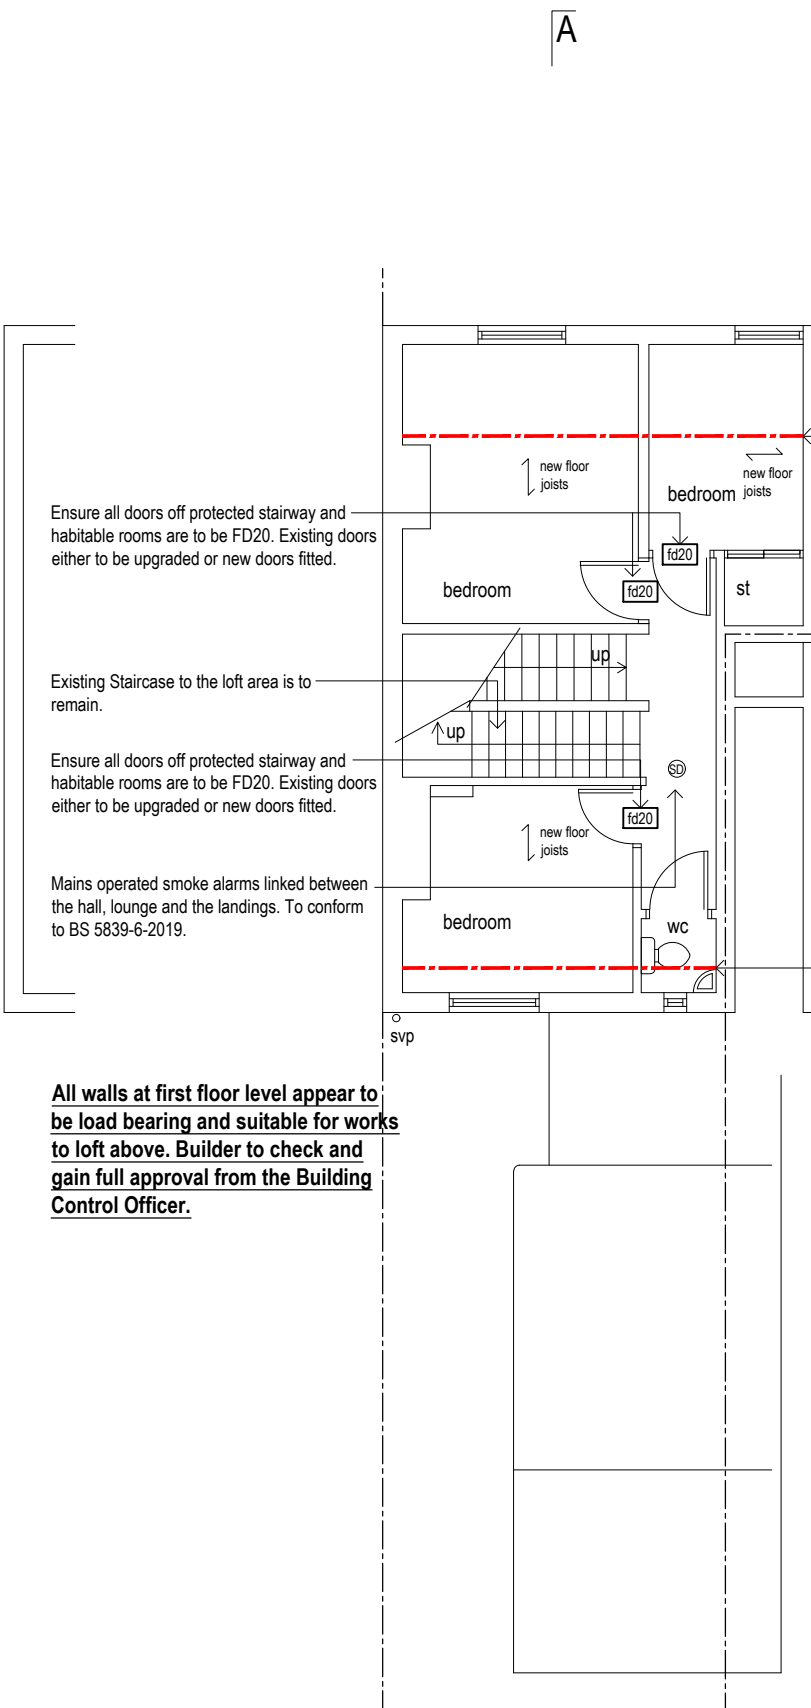 A
new floor
joists
new floor
joists
bedroom
Ensure all doors off protected stairway and
habitable rooms are to be FD20. Existing doors
either to be upgraded or new doors fitted.
fd20
fd20
bedroom
st
up
Existing Staircase to the loft area is to
remain.
up
Ensure all doors off protected stairway and
habitable rooms are to be FD20. Existing doors
either to be upgraded or new doors fitted.
SD
fd20
new floor
joists
Mains operated smoke alarms linked between
the hall, lounge and the landings. To conform
to BS 5839-6-2019.
bedroom
wc
svp
All walls at first floor level appear to
be load bearing and suitable for works
to loft above. Builder to check and
gain full approval from the Building
Control Officer.